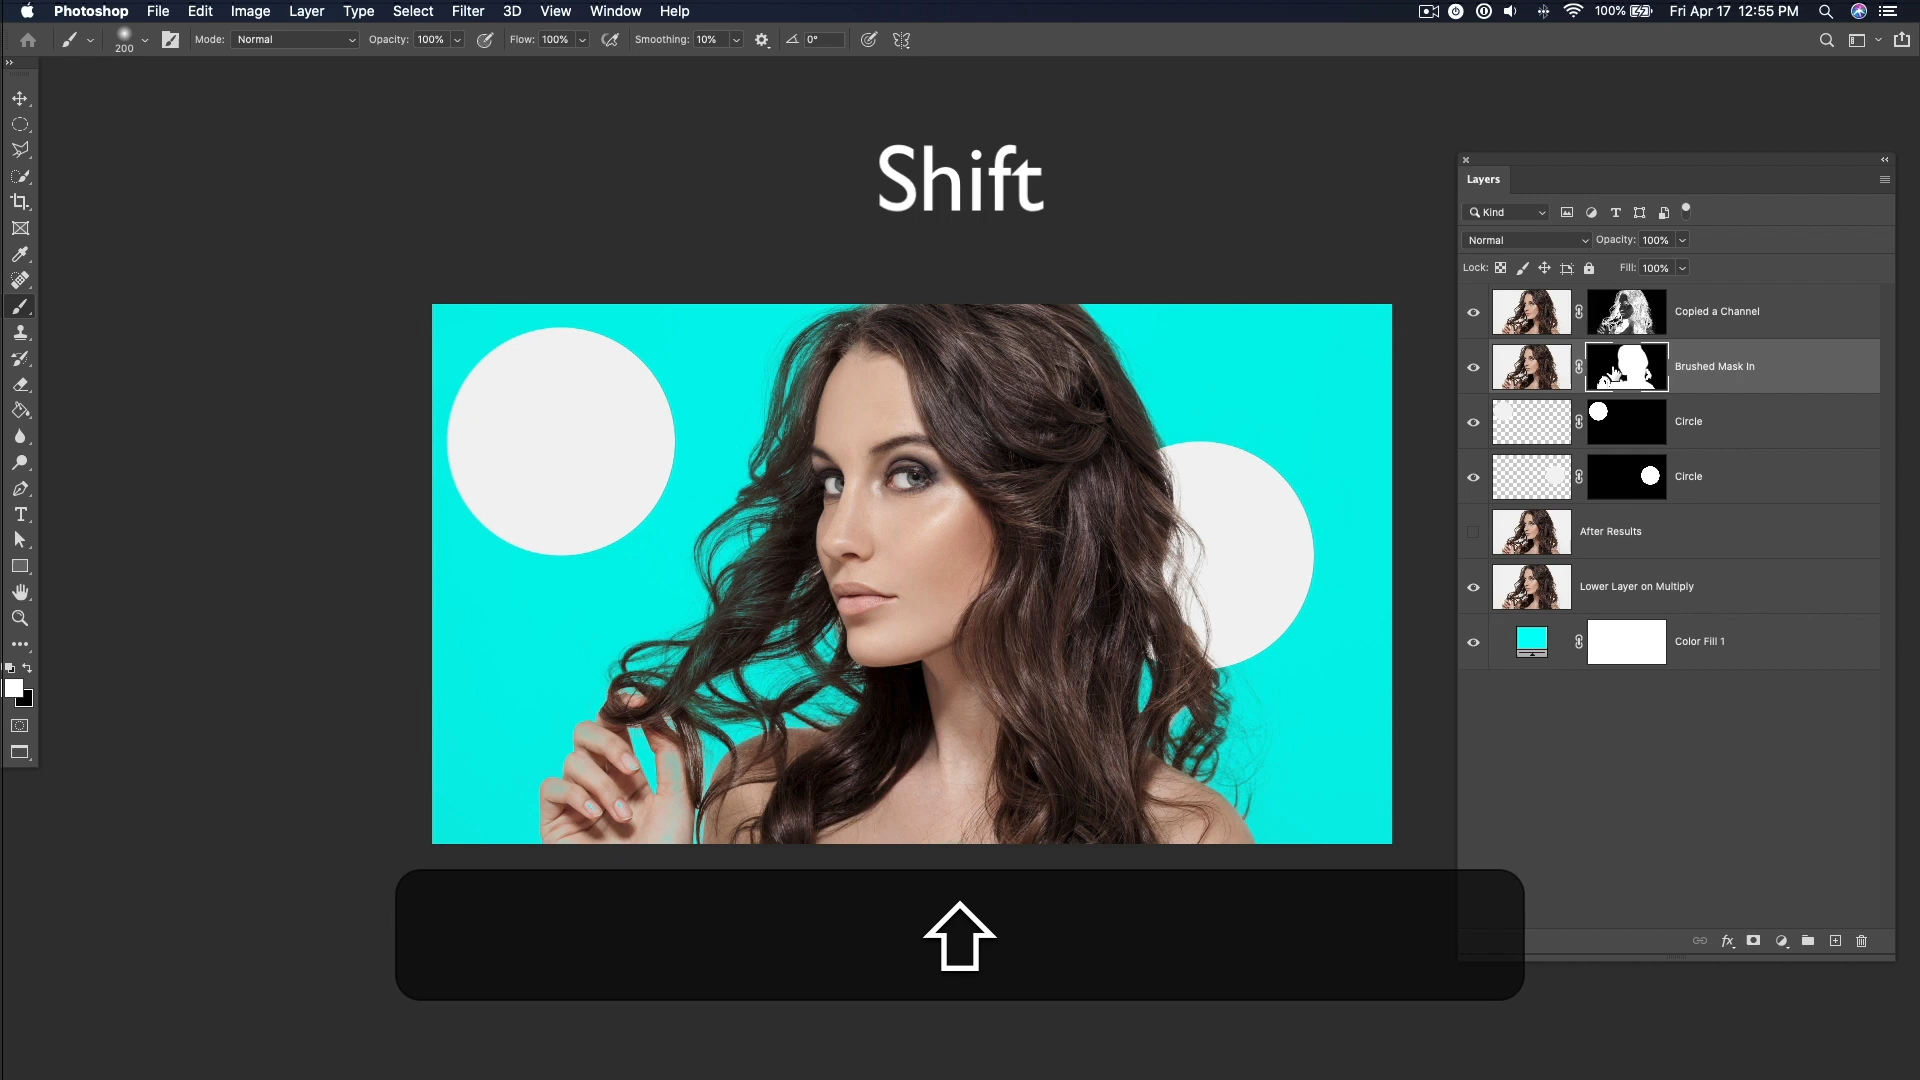 Photoshop File Edit Image Layer Type Select Filter 3D View Window Help 100% Fri Apr 17 12:55 PM
200 Mode: Normal Opacity: 100% Flow: 100% Smoothing: 10% 0°
Shift
Layers
Kind
Normal Opacity: 100%
Lock: Fill: 100%
Copied a Channel
Brushed Mask In
Circle
Circle
After Results
Lower Layer on Multiply
Color Fill 1
fx